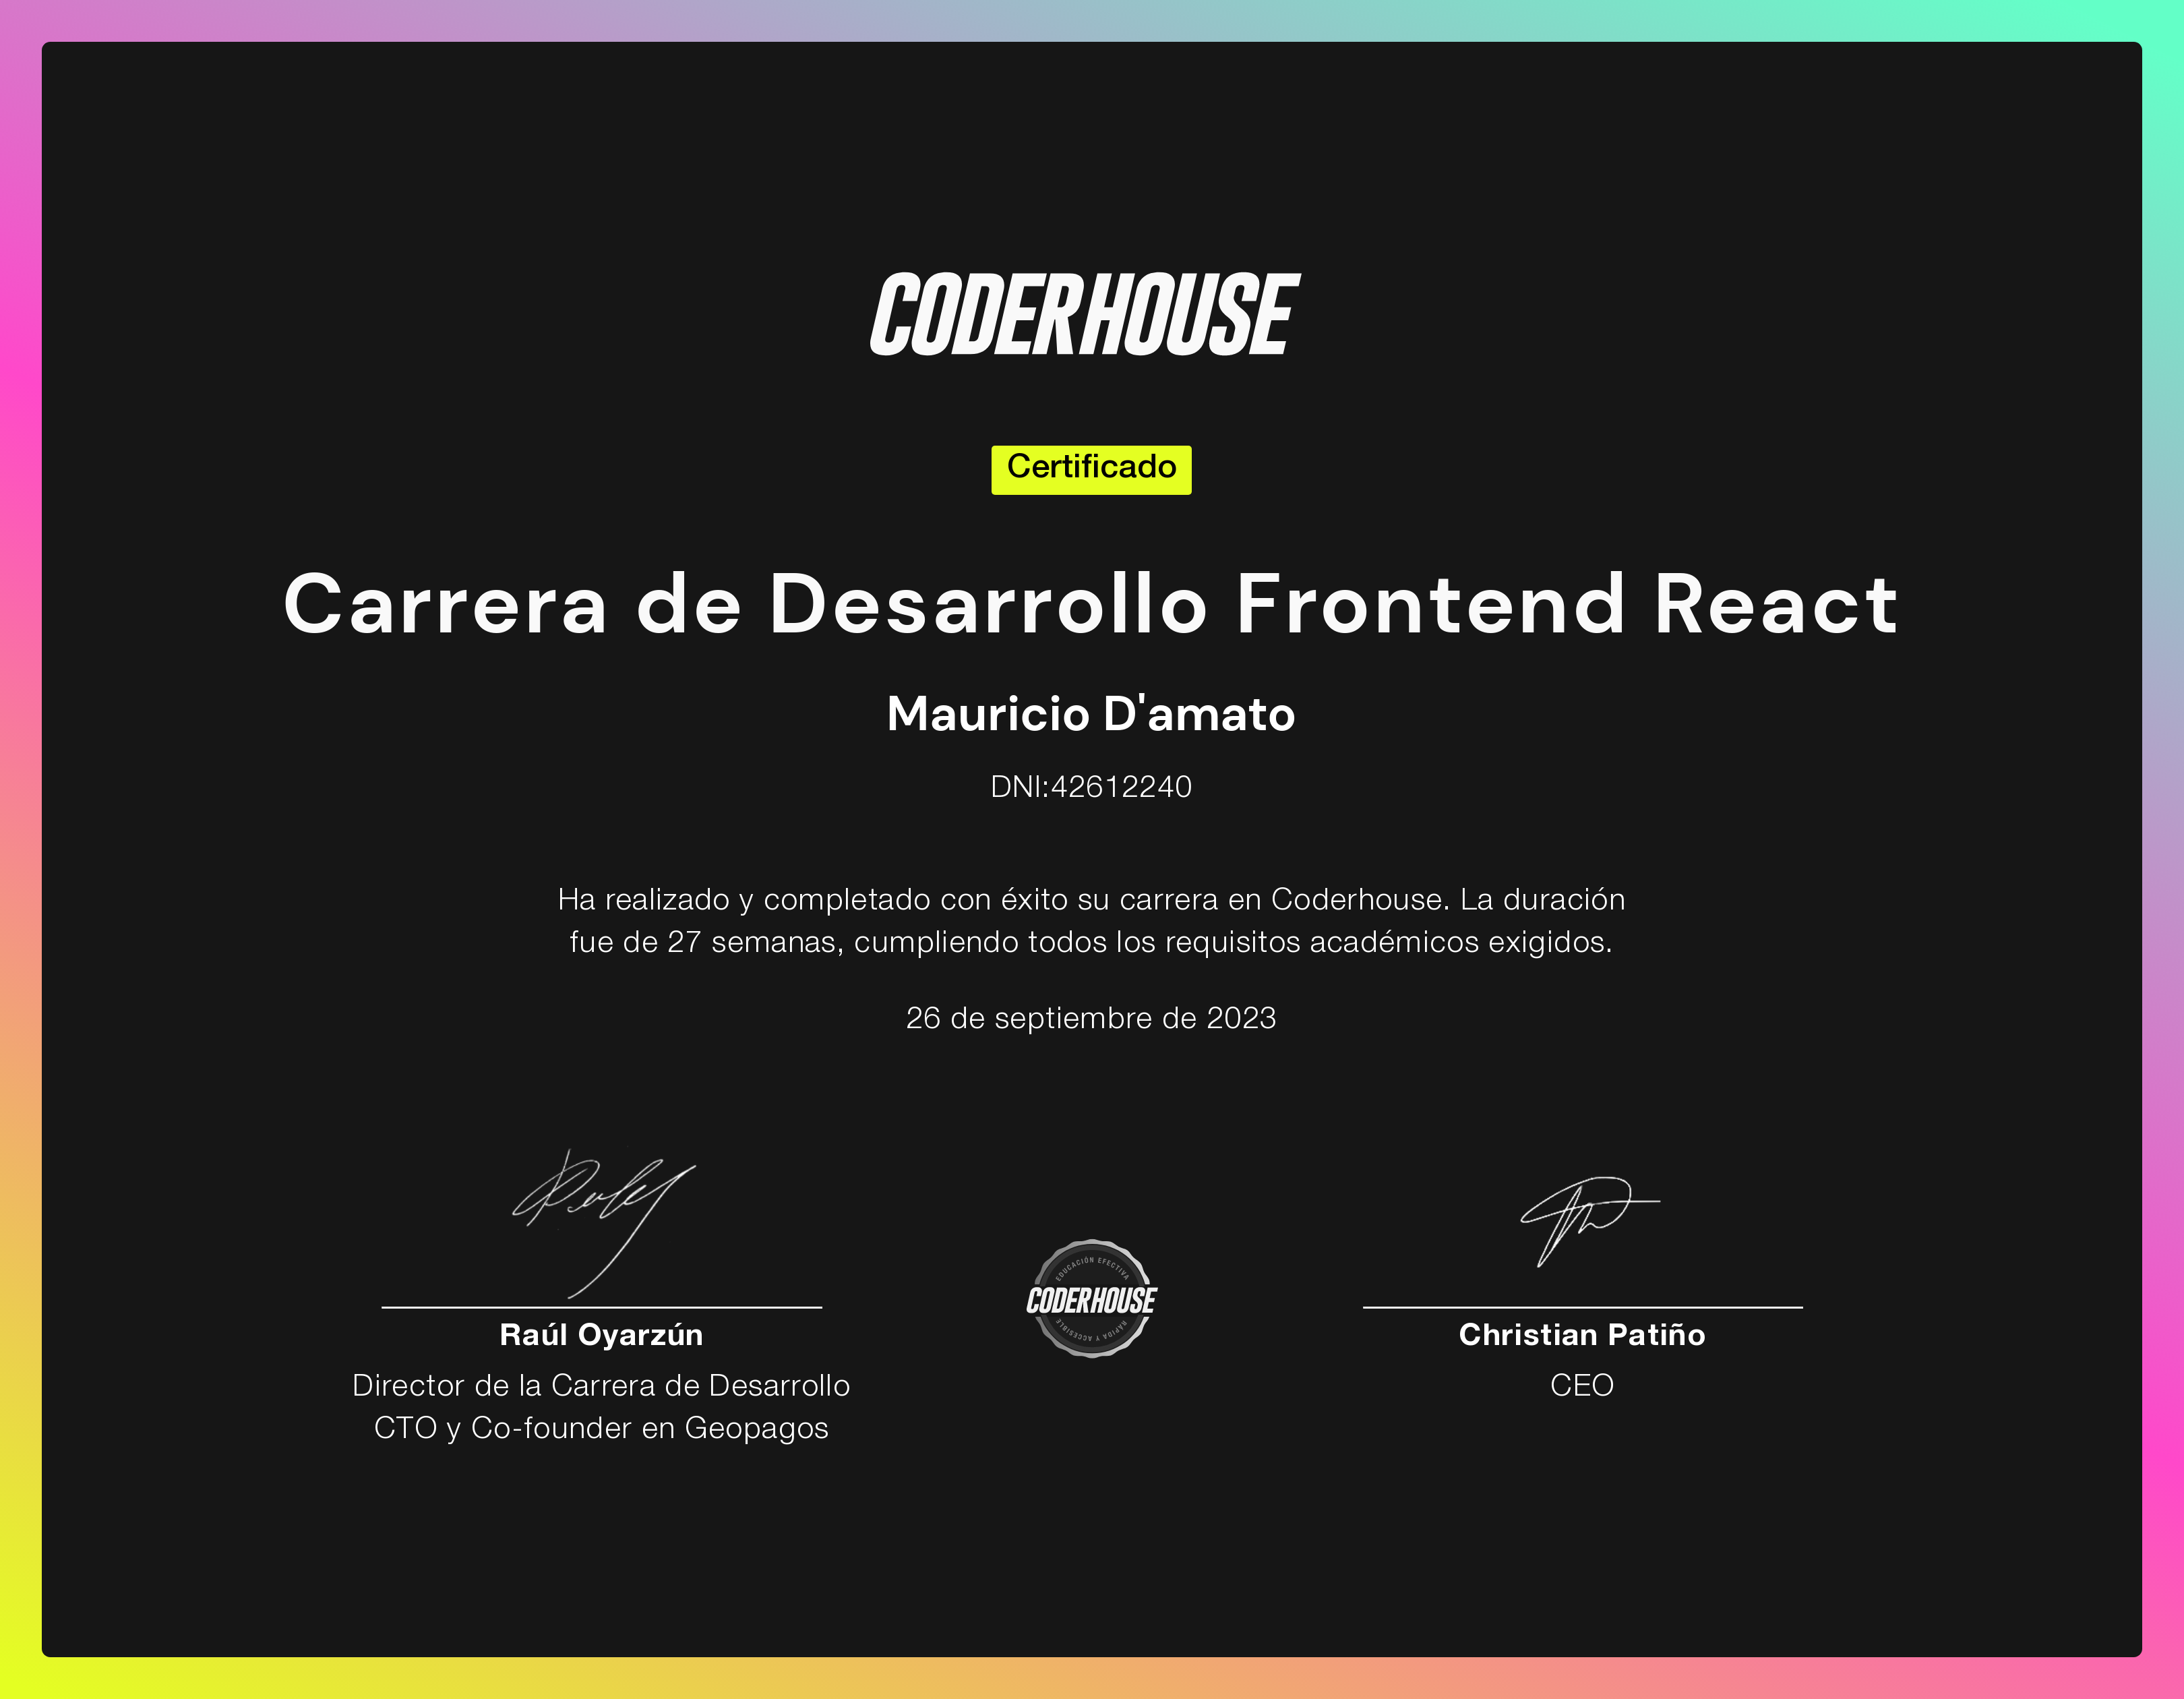 CODERHOUSE
Certificado
Carrera de Desarrollo Frontend React
Mauricio D'amato
DNI:42612240
Ha realizado y completado con éxito su carrera en Coderhouse. La duración
fue de 27 semanas, cumpliendo todos los requisitos académicos exigidos.
26 de septiembre de 2023
EDUCACIÓN EFECTIVA
CODERHOUSE
RÁPIDA Y ACCESIBLE
Raúl Oyarzún
Director de la Carrera de Desarrollo
CTO y Co-founder en Geopagos
Christian Patiño
CEO